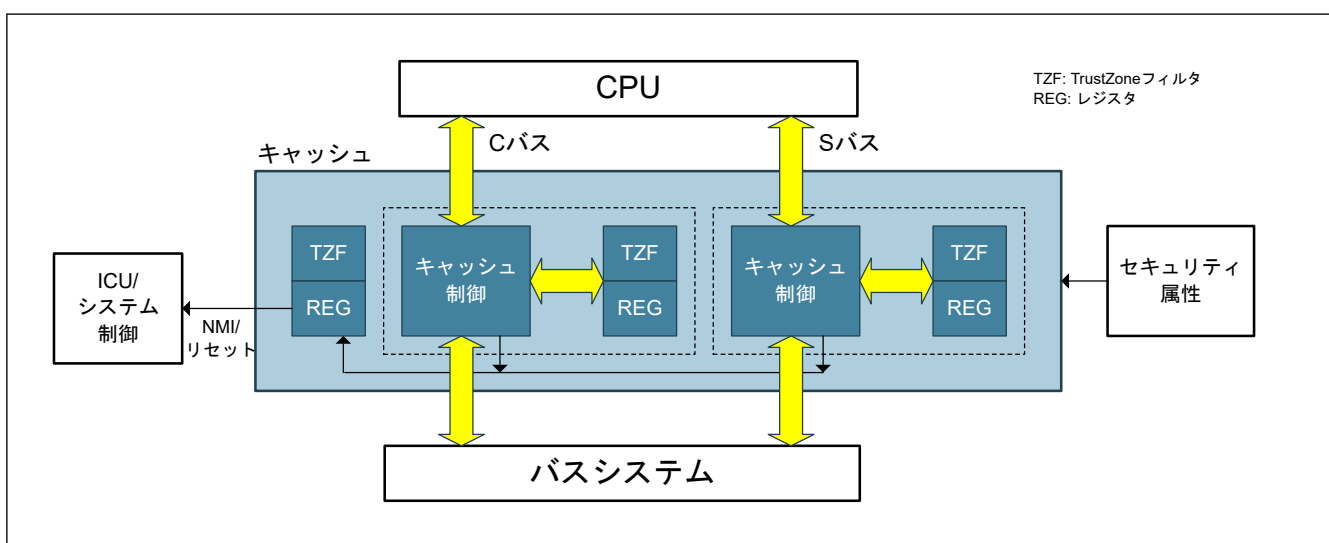 CPU
TZF: TrustZoneフィルタ
REG: レジスタ
Cバス
Sバス
キャッシュ
TZF
REG
キャッシュ
制御
TZF
REG
キャッシュ
制御
TZF
REG
ICU/
システム
制御
NMI/
リセット
セキュリティ
属性
バスシステム